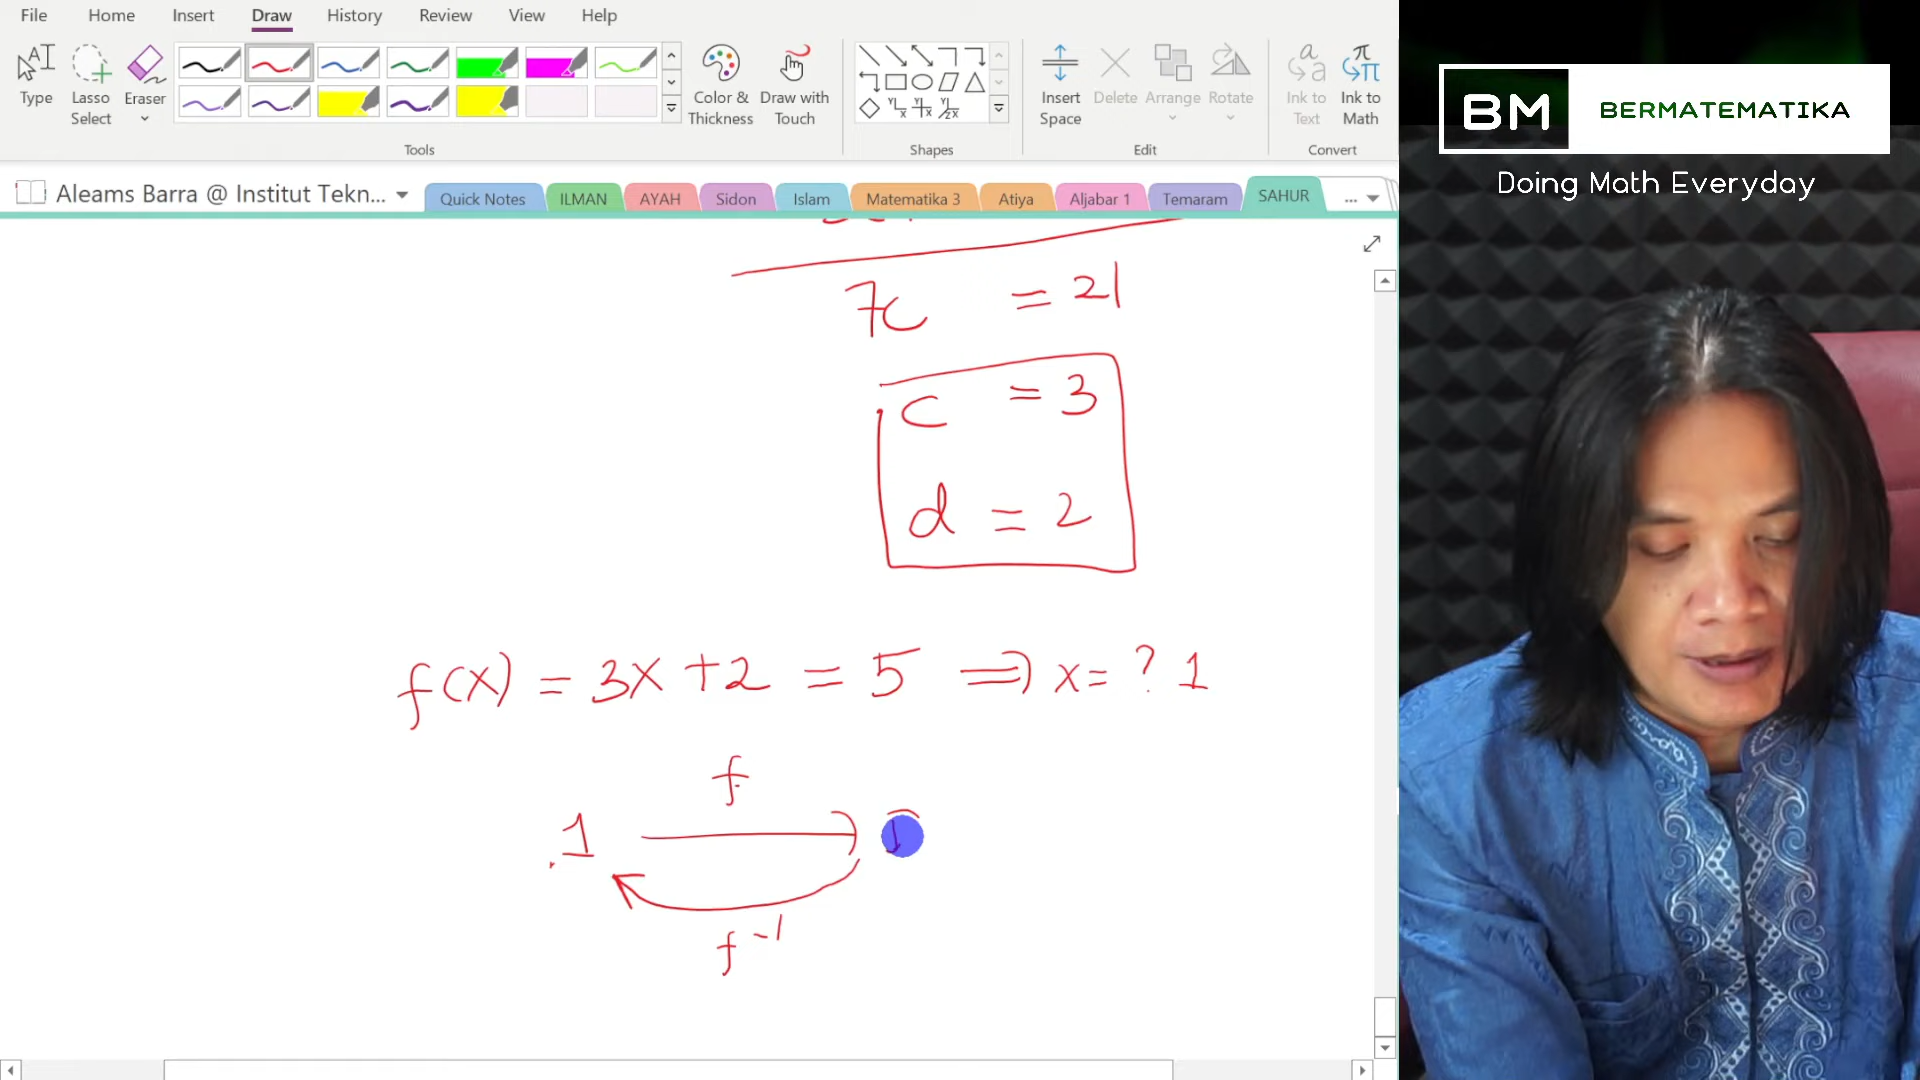 File Home Insert Draw History Review View Help
Type
Lasso Select
Eraser
Color & Thickness
Draw with Touch
Insert Space
Delete
Arrange
Rotate
Ink to Text
Ink to Math
Tools
Shapes
Edit
Convert
Aleams Barra @ Institut Tekn...
Quick Notes ILMAN AYAH Sidon Islam Matematika 3 Atiya Aljabar 1 Temaram SAHUR ...
7c = 21
c = 3
d = 2
f(x) = 3x + 2 = 5 ⟹ x = ? 1
f
1
f⁻¹
BM BERMATEMATIKA
Doing Math Everyday